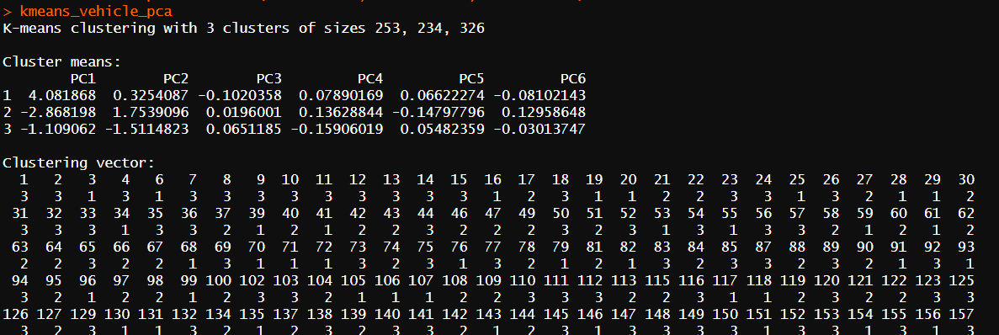 > kmeans_vehicle_pca
K-means clustering with 3 clusters of sizes 253, 234, 326
Cluster means:
PC1 PC2 PC3 PC4 PC5 PC6
1 4.081868 0.3254087 -0.1020358 0.07890169 0.06622274 -0.08102143
2 -2.868198 1.7539096 0.0196001 0.13628844 -0.14797796 0.12958648
3 -1.109062 -1.5114823 0.0651185 -0.15906019 0.05482359 -0.03013747
Clustering vector:
1 2 3 4 6 7 8 9 10 11 12 13 14 15 16 17 18 19 20 21 22 23 24 25 26 27 28 29 30
3 3 1 3 1 3 3 3 3 3 3 3 3 3 1 2 3 1 1 2 2 3 3 1 3 2 1 1 2
31 32 33 34 35 36 37 39 40 41 42 43 44 46 47 49 50 51 52 53 54 55 56 57 58 59 60 61 62
3 3 3 1 3 3 2 1 2 1 2 2 3 2 2 2 3 2 3 1 3 1 3 3 2 1 2 1 2
63 64 65 66 67 68 69 70 71 72 73 74 75 76 77 78 79 81 82 83 84 85 87 88 89 90 91 92 93
2 2 3 2 2 1 3 1 1 1 3 2 3 1 3 2 1 2 1 3 2 3 3 2 3 2 1 3 1
94 95 96 97 98 99 100 102 103 104 105 106 107 108 109 110 111 112 113 115 116 117 118 119 120 121 122 123 125
3 2 1 2 2 1 2 3 3 2 1 1 1 2 2 3 3 3 2 2 3 1 1 2 3 2 2 3 3
126 127 129 130 131 132 134 135 137 138 139 140 141 142 143 144 145 146 147 148 149 150 151 152 153 154 155 156 157
3 2 3 1 1 3 2 1 2 3 2 3 3 2 1 2 3 1 3 3 3 3 1 3 3 1 3 1 3